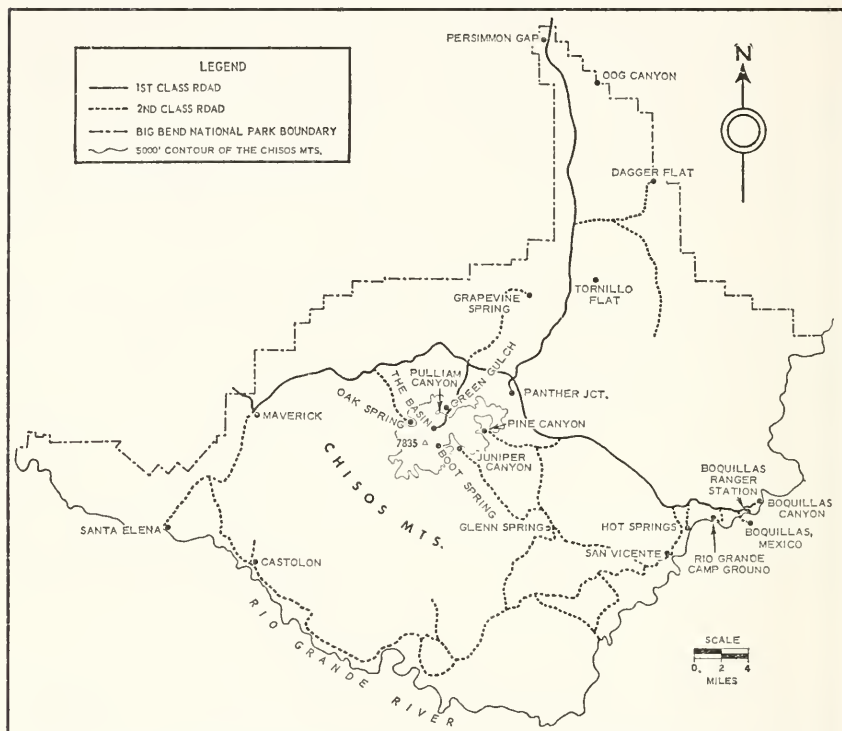 LEGEND
1ST CLASS ROAD
2ND CLASS ROAD
BIG BEND NATIONAL PARK BOUNDARY
5000' CONTOUR OF THE CHISOS MTS.
PERSIMMON GAP
OOG CANYON
N
DAGGER FLAT
GRAPEVINE
SPRING
TORNILLO
FLAT
PULLIAM
CANYON
GREEN GULCH
THE BASIN
OAK SPRING
PANTHER JCT.
MAVERICK
PINE CANYON
7835
BOOT SPRING
JUNIPER
CANYON
CHISOS MTS.
BOQUILLAS
RANGER
STATION
BOQUILLAS
CANYON
SANTA ELENA
GLENN SPRING
HOT SPRINGS
BOQUILLAS,
MEXICO
SAN VICENTE
RIO GRANDE
CAMP GROUND
CASTOLON
RIO GRANDE RIVER
SCALE
0 2 4
MILES